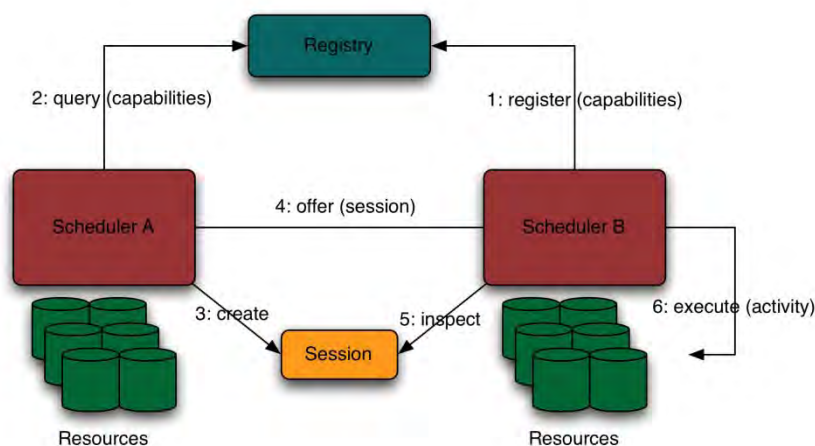 Registry
2: query (capabilities)
1: register (capabilities)
Scheduler A
4: offer (session)
Scheduler B
3: create
5: inspect
6: execute (activity)
Session
Resources
Resources